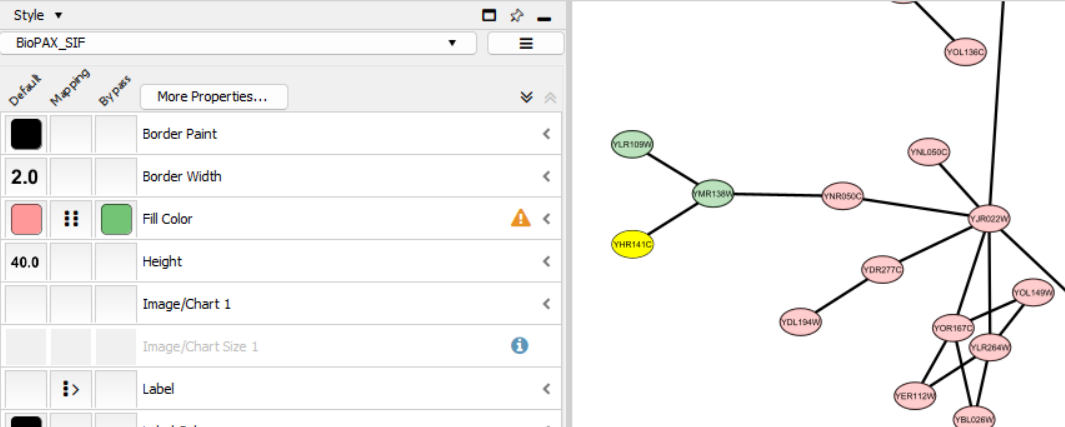 Style
BioPAX_SIF
Default
Mapping
Bypass
More Properties...
Border Paint
2.0
Border Width
Fill Color
40.0
Height
Image/Chart 1
Image/Chart Size 1
Label
YOL136C
YLR109W
YNL050C
YMR138W
YNR050C
YJR022W
YHR141C
YDR277C
YOL149W
YDL194W
YOR167C
YLR264W
YER112W
YBL026W